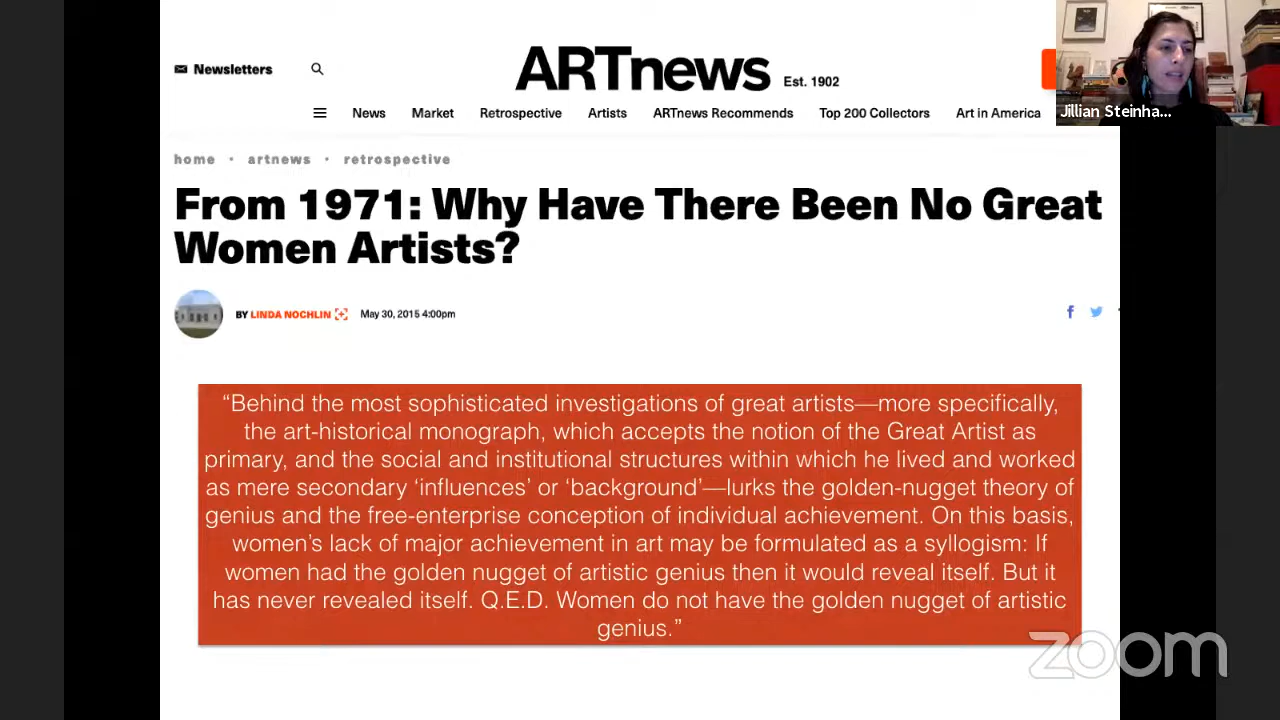 Newsletters
ARTnews Est. 1902
News Market Retrospective Artists ARTnews Recommends Top 200 Collectors Art in America
Jillian Steinha...
home · artnews · retrospective
From 1971: Why Have There Been No Great
Women Artists?
BY LINDA NOCHLIN May 30, 2015 4:00pm
“Behind the most sophisticated investigations of great artists—more specifically,
the art-historical monograph, which accepts the notion of the Great Artist as
primary, and the social and institutional structures within which he lived and worked
as mere secondary ‘influences’ or ‘background’—lurks the golden-nugget theory of
genius and the free-enterprise conception of individual achievement. On this basis,
women’s lack of major achievement in art may be formulated as a syllogism: If
women had the golden nugget of artistic genius then it would reveal itself. But it
has never revealed itself. Q.E.D. Women do not have the golden nugget of artistic
genius.”
zoom